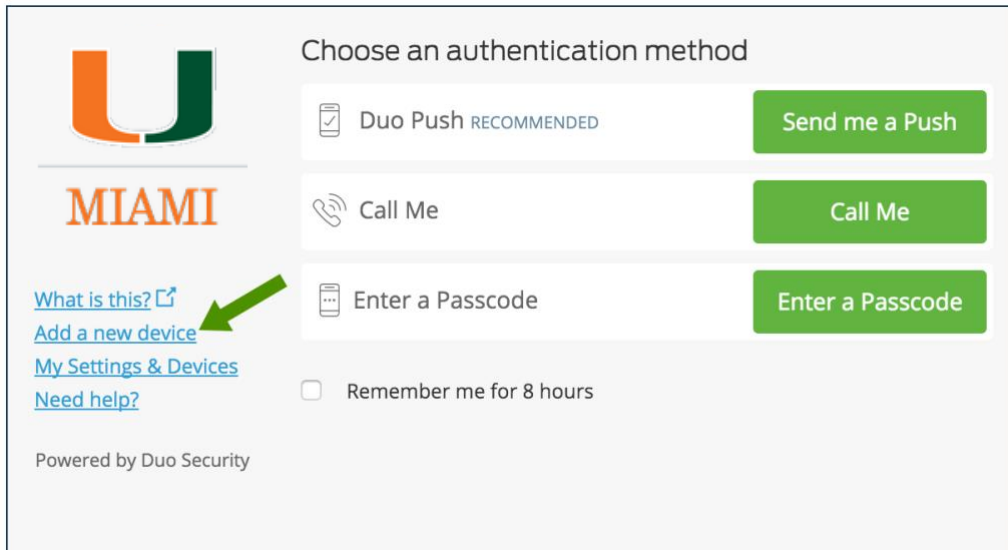 U
MIAMI
What is this?
Add a new device
My Settings & Devices
Need help?
Powered by Duo Security
Choose an authentication method
Duo Push RECOMMENDED
Send me a Push
Call Me
Call Me
Enter a Passcode
Enter a Passcode
Remember me for 8 hours